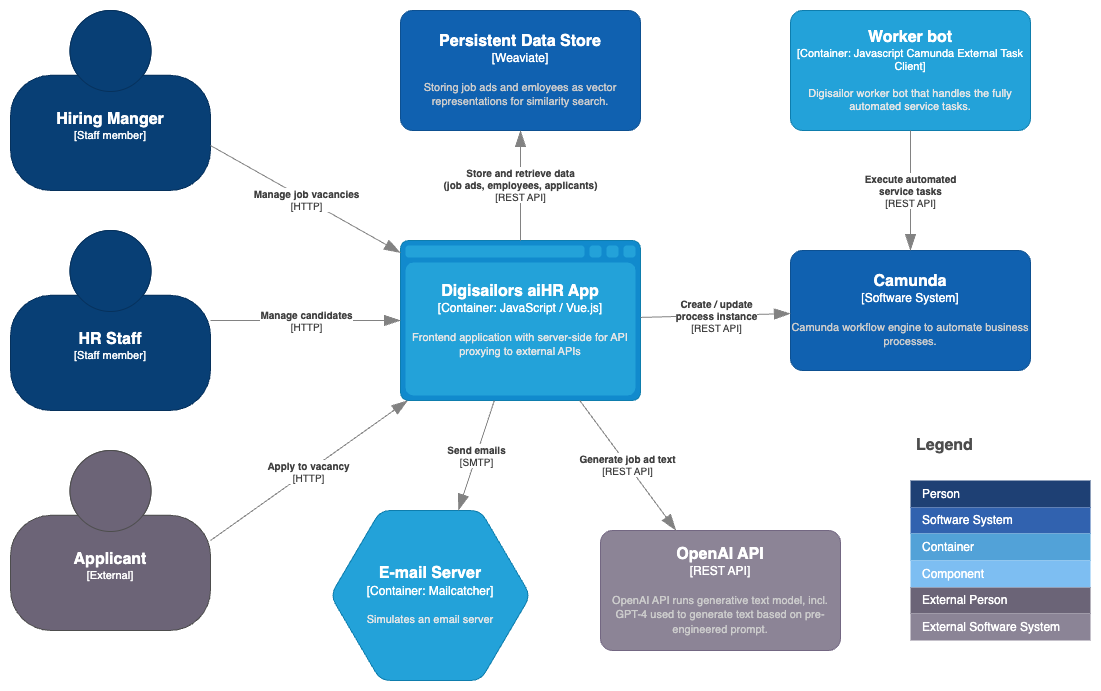 Hiring Manger
[Staff member]
Persistent Data Store
[Weaviate]
Storing job ads and emloyees as vector
representations for similarity search.
Worker bot
[Container: Javascript Camunda External Task
Client]
Digisailor worker bot that handles the fully
automated service tasks.
Manage job vacancies
[HTTP]
Store and retrieve data
(job ads, employees, applicants)
[REST API]
Execute automated
service tasks
[REST API]
HR Staff
[Staff member]
Manage candidates
[HTTP]
Digisailors aiHR App
[Container: JavaScript / Vue.js]
Frontend application with server-side for API
proxying to external APIs
Create / update
process instance
[REST API]
Camunda
[Software System]
Camunda workflow engine to automate business
processes.
Applicant
[External]
Apply to vacancy
[HTTP]
Send emails
[SMTP]
Generate job ad text
[REST API]
E-mail Server
[Container: Mailcatcher]
Simulates an email server
OpenAI API
[REST API]
OpenAI API runs generative text model, incl.
GPT-4 used to generate text based on pre-
engineered prompt.
Legend
Person
Software System
Container
Component
External Person
External Software System